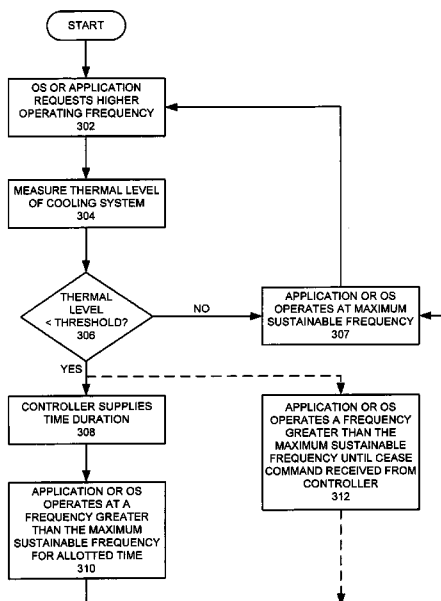 START
OS OR APPLICATION
REQUESTS HIGHER
OPERATING FREQUENCY
302
MEASURE THERMAL LEVEL
OF COOLING SYSTEM
304
THERMAL
LEVEL
< THRESHOLD?
306
NO
APPLICATION OR OS
OPERATES AT MAXIMUM
SUSTAINABLE FREQUENCY
307
YES
CONTROLLER SUPPLIES
TIME DURATION
308
APPLICATION OR OS
OPERATES A FREQUENCY
GREATER THAN THE
MAXIMUM SUSTAINABLE
FREQUENCY UNTIL CEASE
COMMAND RECEIVED FROM
CONTROLLER
312
APPLICATION OR OS
OPERATES AT A
FREQUENCY GREATER
THAN THE MAXIMUM
SUSTAINABLE FREQUENCY
FOR ALLOTTED TIME
310